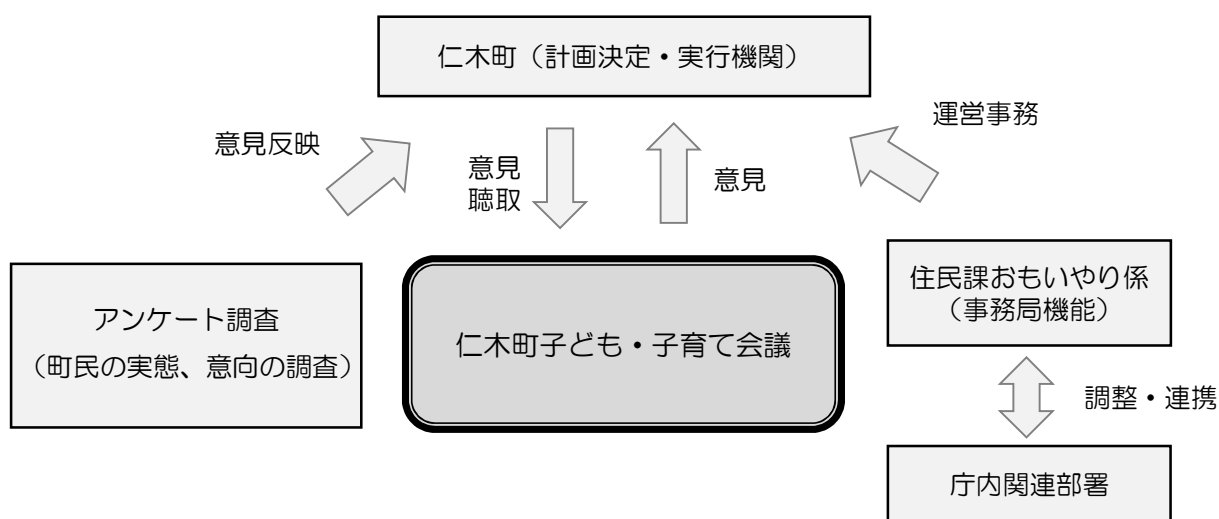 仁木町（計画決定・実行機関）
意見反映
意見
聴取
意見
運営事務
アンケート調査
（町民の実態、意向の調査）
仁木町子ども・子育て会議
住民課おもいやり係
（事務局機能）
調整・連携
庁内関連部署